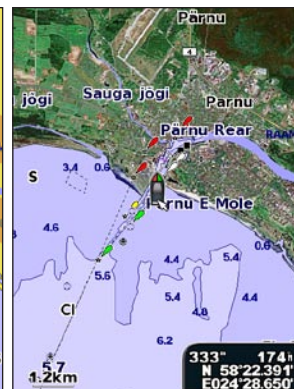 Pärnu
4
jõgi
Sauga jõgi
Parnu
Pärnu Rear
RAAM
S
3.4
0.6
Pärnu E Mole
4.6
0.6
5.6
4.4
5.4
5.4
4.8
4.4
Cl
6.2
5.7
1.2km
333°
174
N 58°22.391'
E024°28.650'